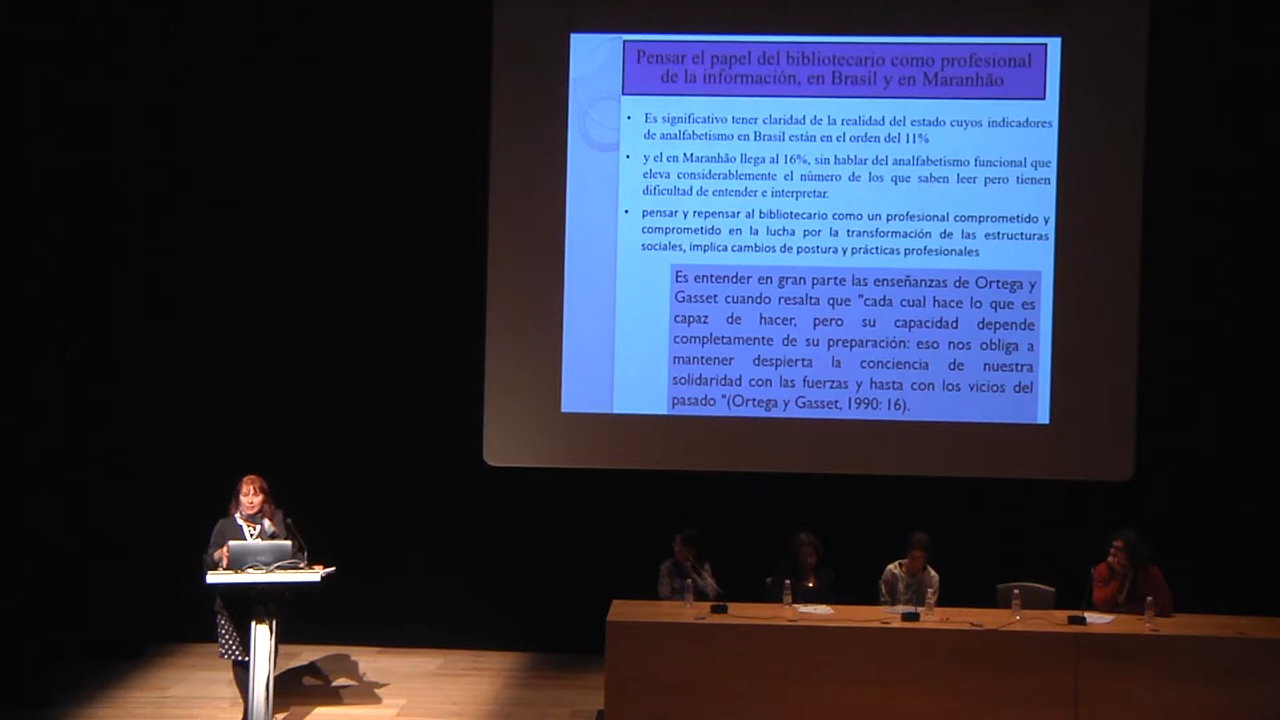 Pensar el papel del bibliotecario como profesional
de la información, en Brasil y en Maranhão
• Es significativo tener claridad de la realidad del estado cuyos indicadores
de analfabetismo en Brasil están en el orden del 11%
• y el en Maranhão llega al 16%, sin hablar del analfabetismo funcional que
eleva considerablemente el número de los que saben leer pero tienen
dificultad de entender e interpretar.
• pensar y repensar al bibliotecario como un profesional comprometido y
comprometido en la lucha por la transformación de las estructuras
sociales, implica cambios de postura y prácticas profesionales
Es entender en gran parte las enseñanzas de Ortega y
Gasset cuando resalta que "cada cual hace lo que es
capaz de hacer, pero su capacidad depende
completamente de su preparación: eso nos obliga a
mantener despierta la conciencia de nuestra
solidaridad con las fuerzas y hasta con los vicios del
pasado "(Ortega y Gasset, 1990: 16).